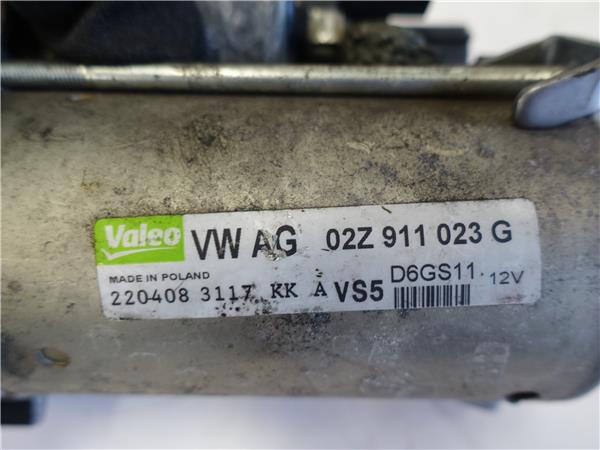 Valeo VW AG 02Z 911 023 G
MADE IN POLAND
220408 3117 KK A VS5 D6GS11 12V